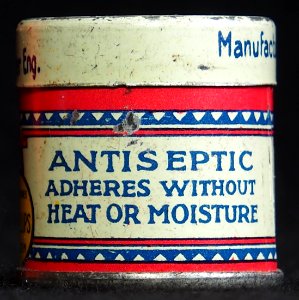 Eng.
Manufac
ANTISEPTIC
ADHERES WITHOUT
HEAT OR MOISTURE